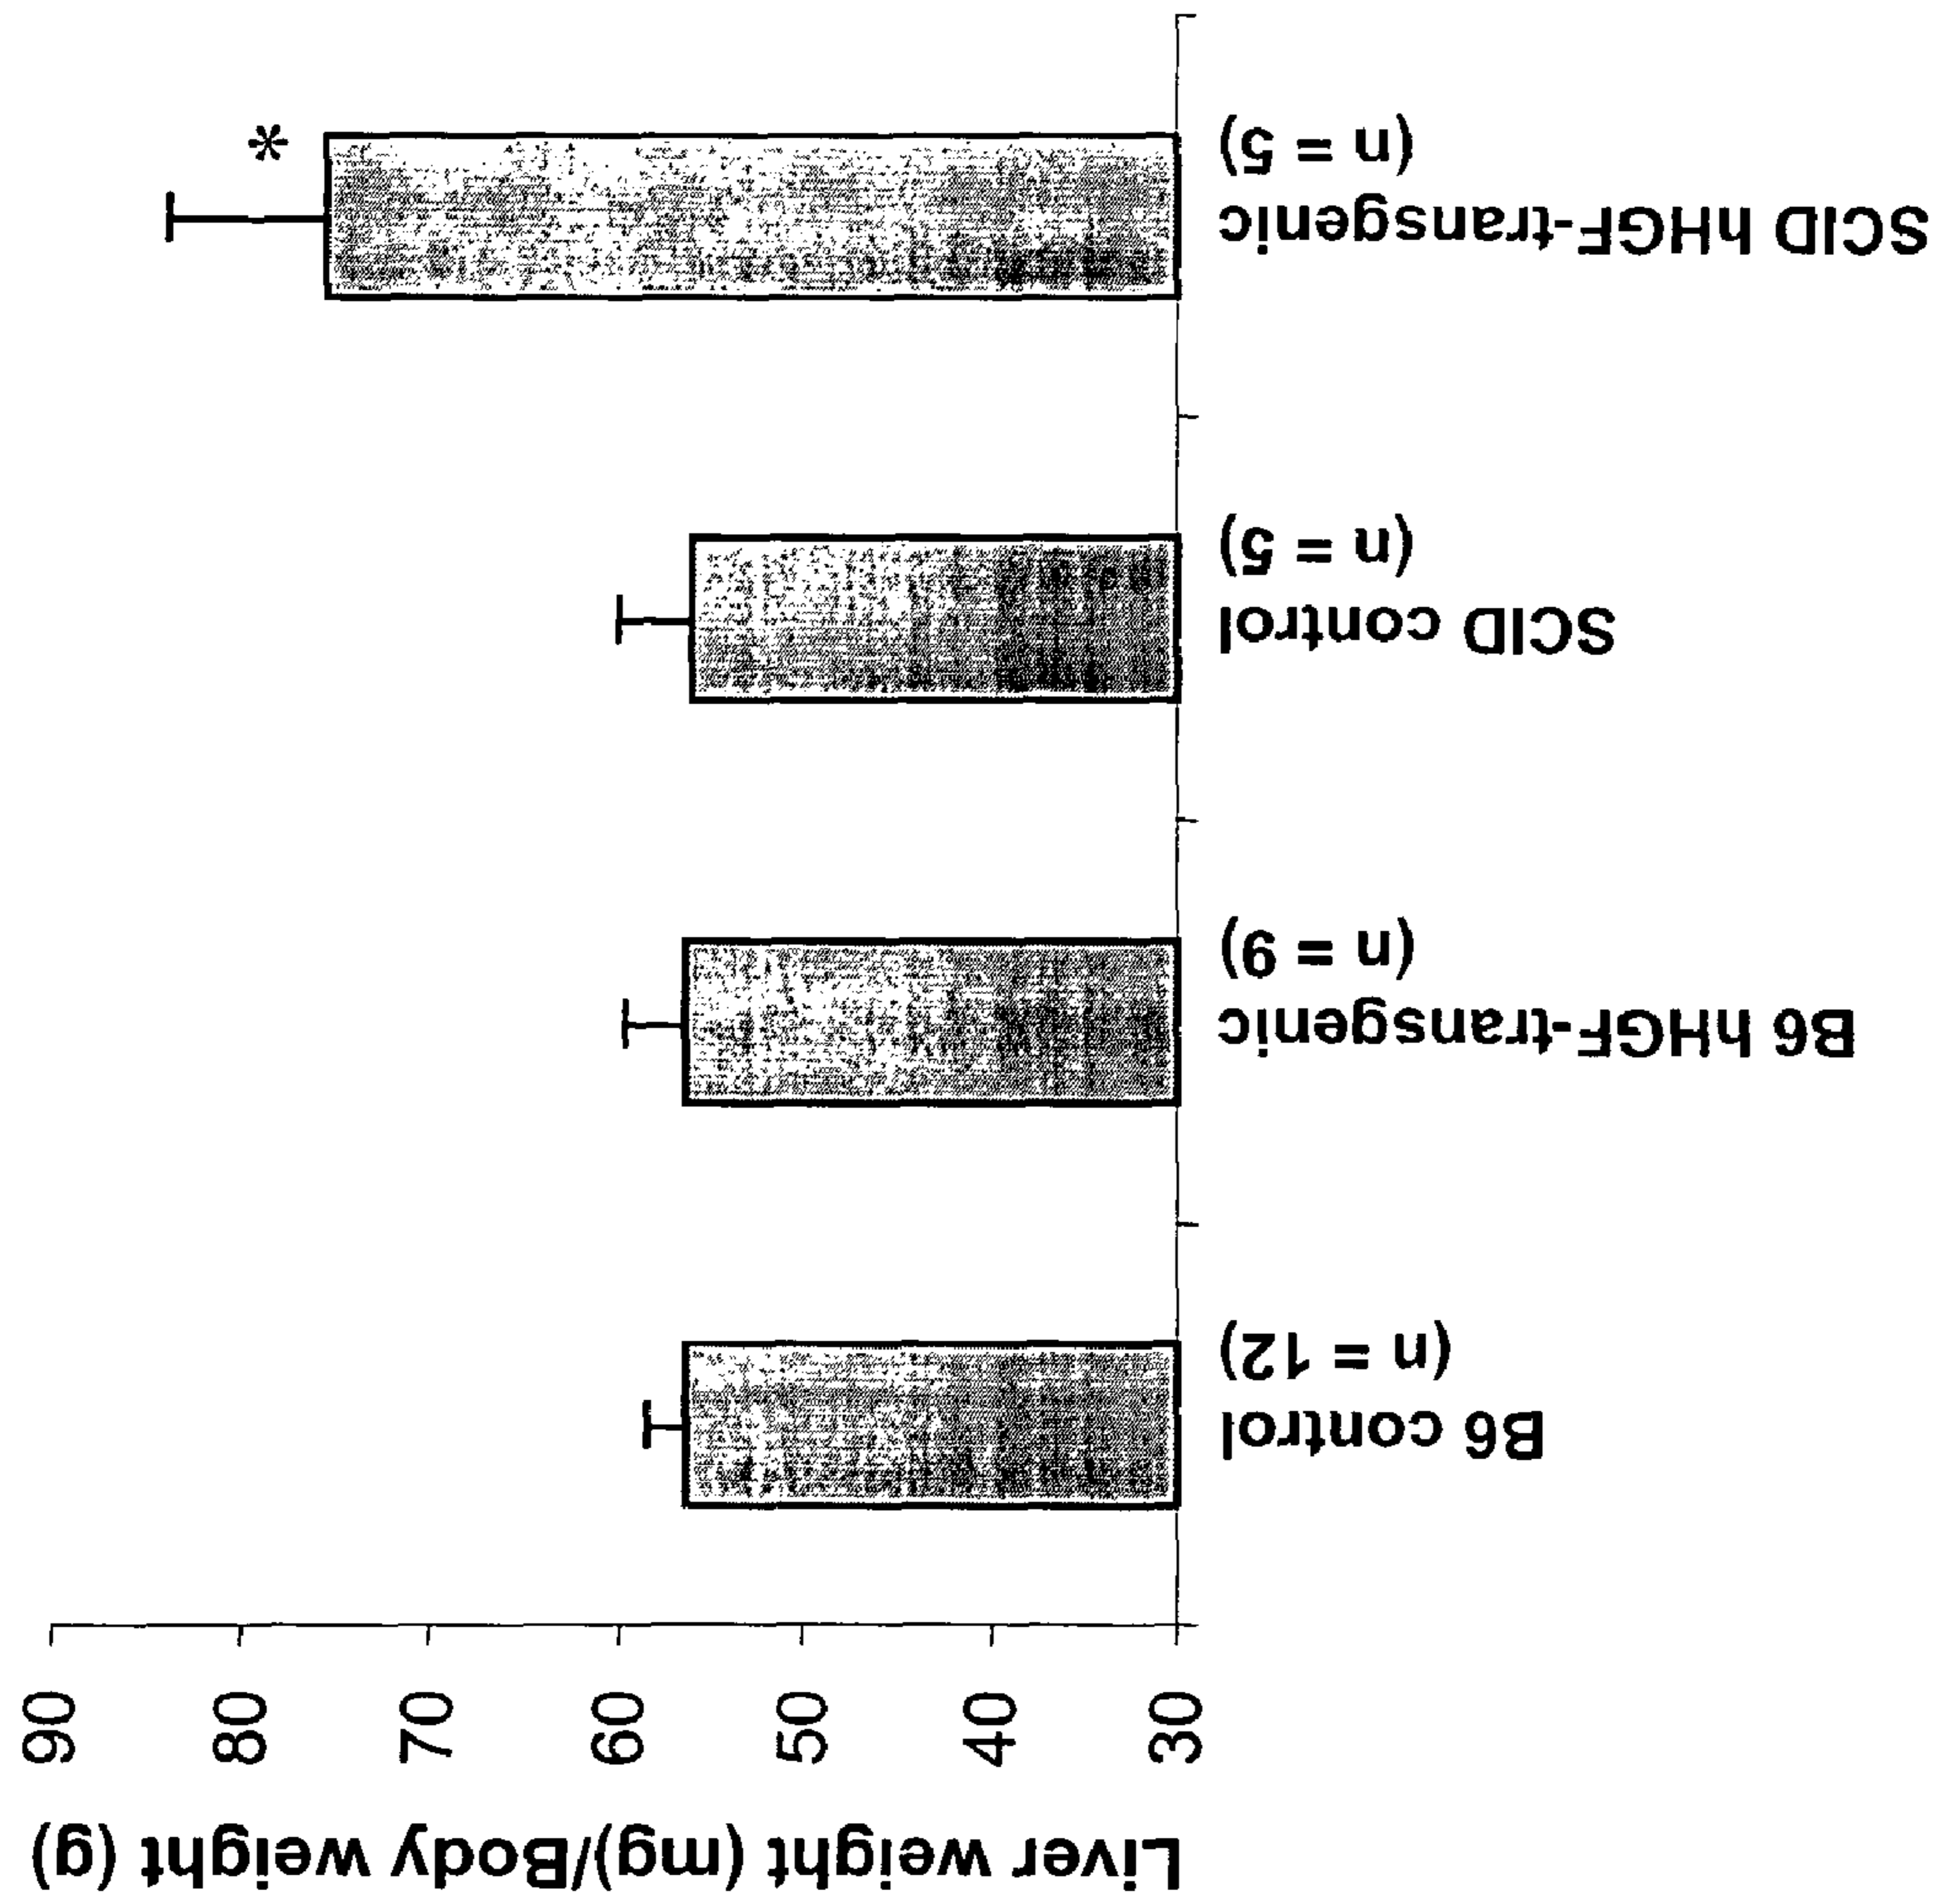 Liver weight (mg)/Body weight (g)
90
80
70
60
50
40
30
*
B6 control
(n = 12)
B6 hHGF-transgenic
(n = 9)
SCID control
(n = 5)
SCID hHGF-transgenic
(n = 5)